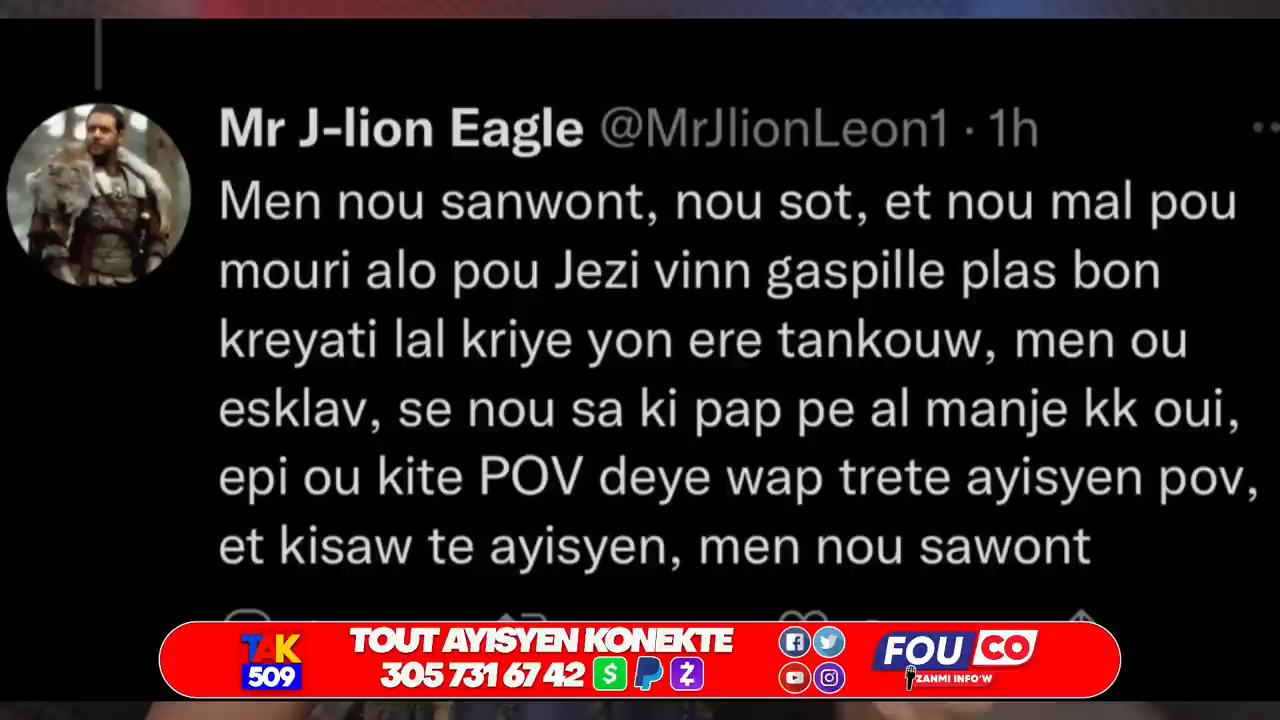 Mr J-lion Eagle @MrJlionLeon1 · 1h
Men nou sanwont, nou sot, et nou mal pou
mouri alo pou Jezi vinn gaspille plas bon
kreyati lal kriye yon ere tankouw, men ou
esklav, se nou sa ki pap pe al manje kk oui,
epi ou kite POV deye wap trete ayisyen pov,
et kisaw te ayisyen, men nou sawont
TAK
509
TOUT AYISYEN KONEKTE
305 731 67 42
FOUCO
ZANMI INFO'W